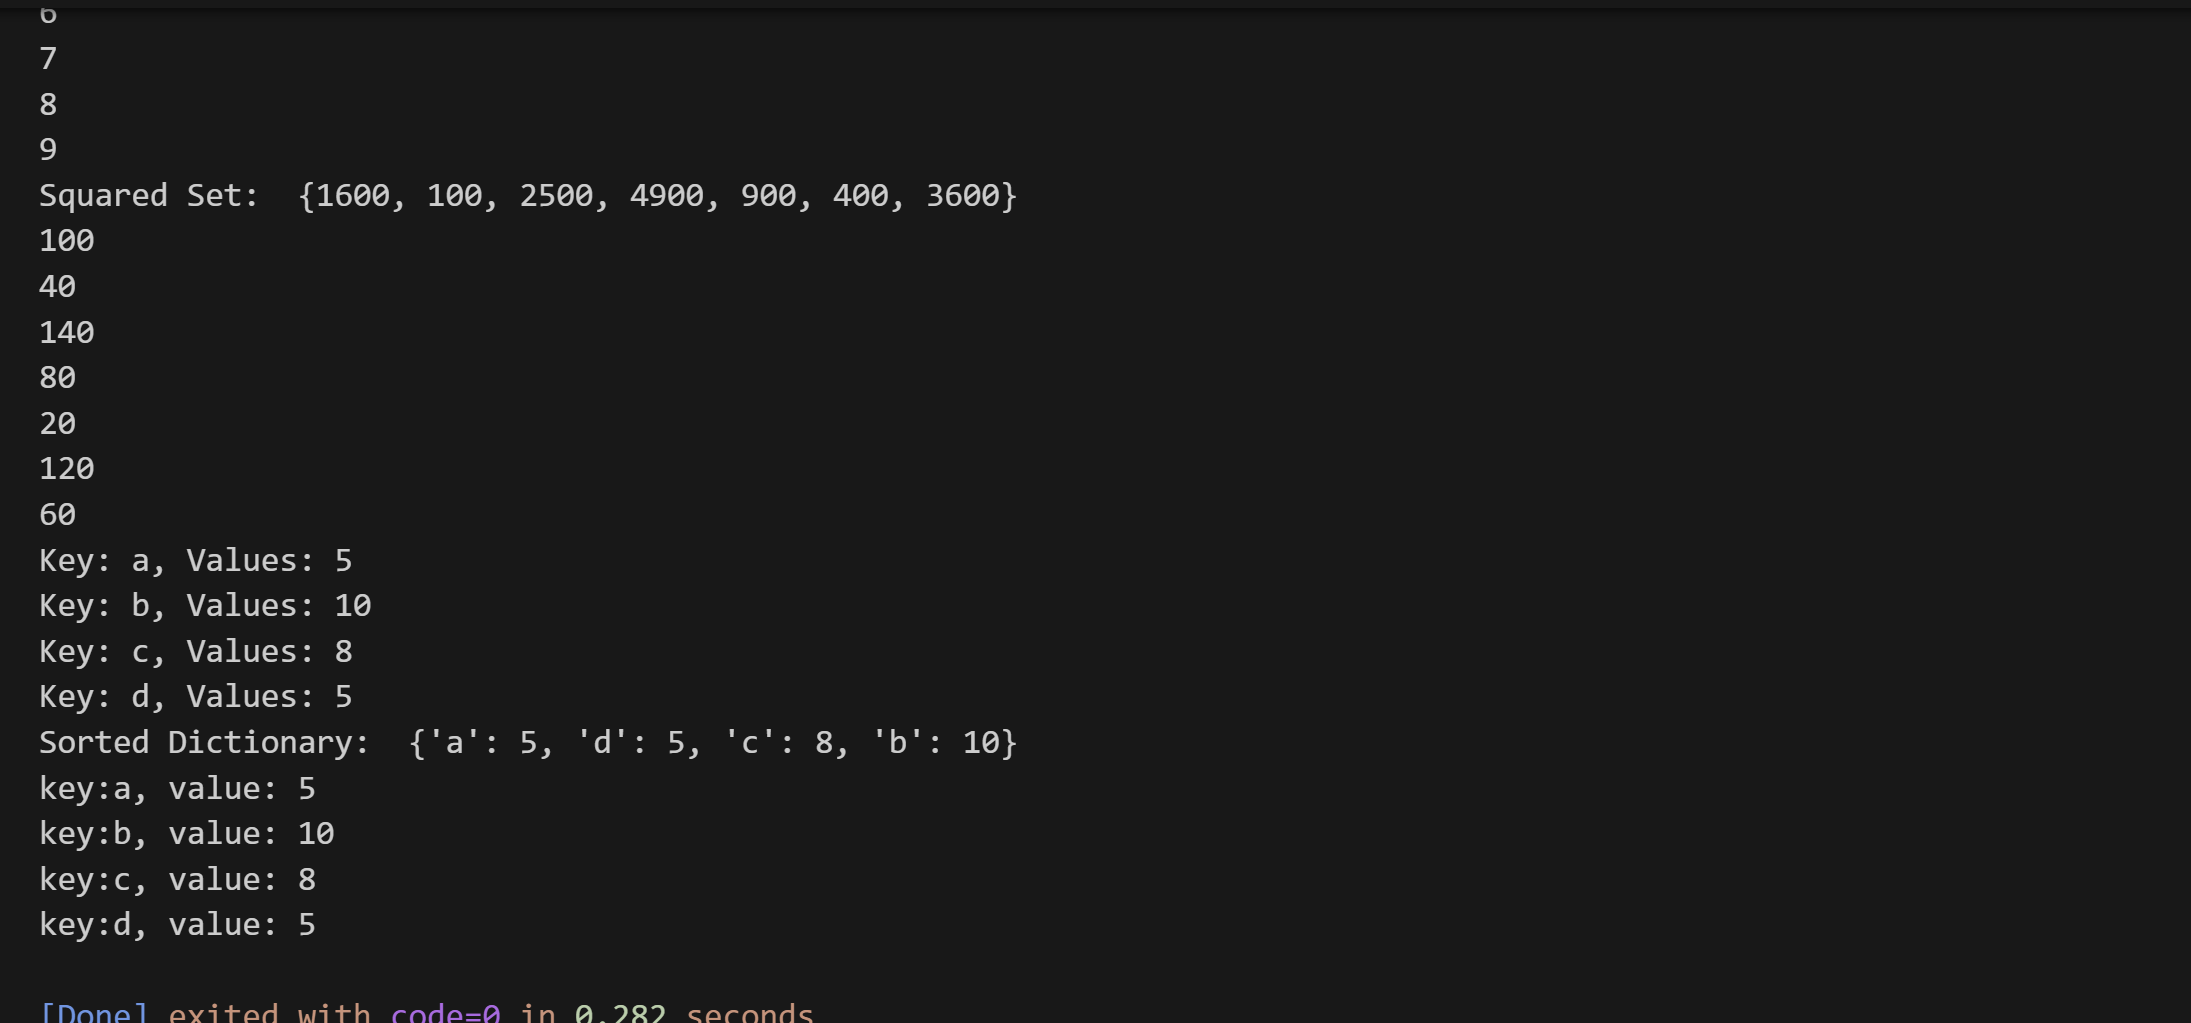 6
7
8
9
Squared Set:  {1600, 100, 2500, 4900, 900, 400, 3600}
100
40
140
80
20
120
60
Key: a, Values: 5
Key: b, Values: 10
Key: c, Values: 8
Key: d, Values: 5
Sorted Dictionary:  {'a': 5, 'd': 5, 'c': 8, 'b': 10}
key:a, value: 5
key:b, value: 10
key:c, value: 8
key:d, value: 5
[Done] exited with code=0 in 0.282 seconds